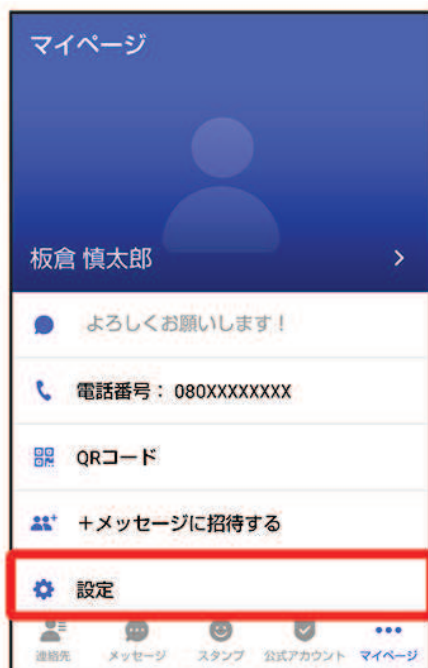 マイページ
板倉 慎太郎
よろしくお願いします！
電話番号： 080XXXXXXXX
QRコード
＋メッセージに招待する
設定
連絡先 メッセージ スタンプ 公式アカウント マイページ